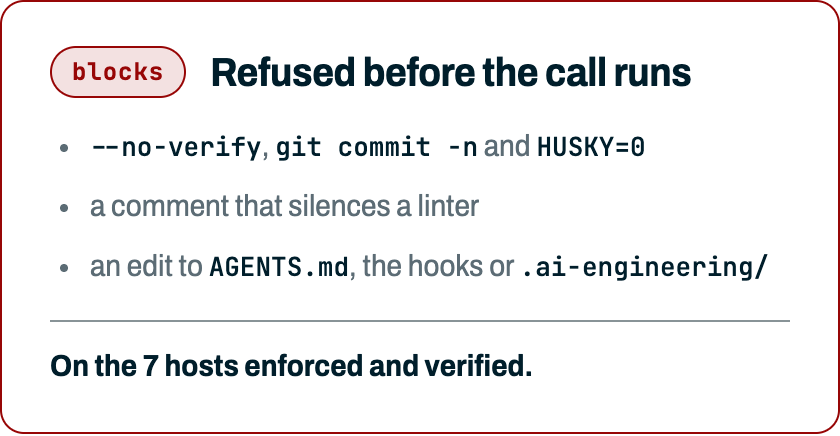 blocks Refused before the call runs
• --no-verify, git commit -n and HUSKY=0
• a comment that silences a linter
• an edit to AGENTS.md, the hooks or .ai-engineering/
On the 7 hosts enforced and verified.